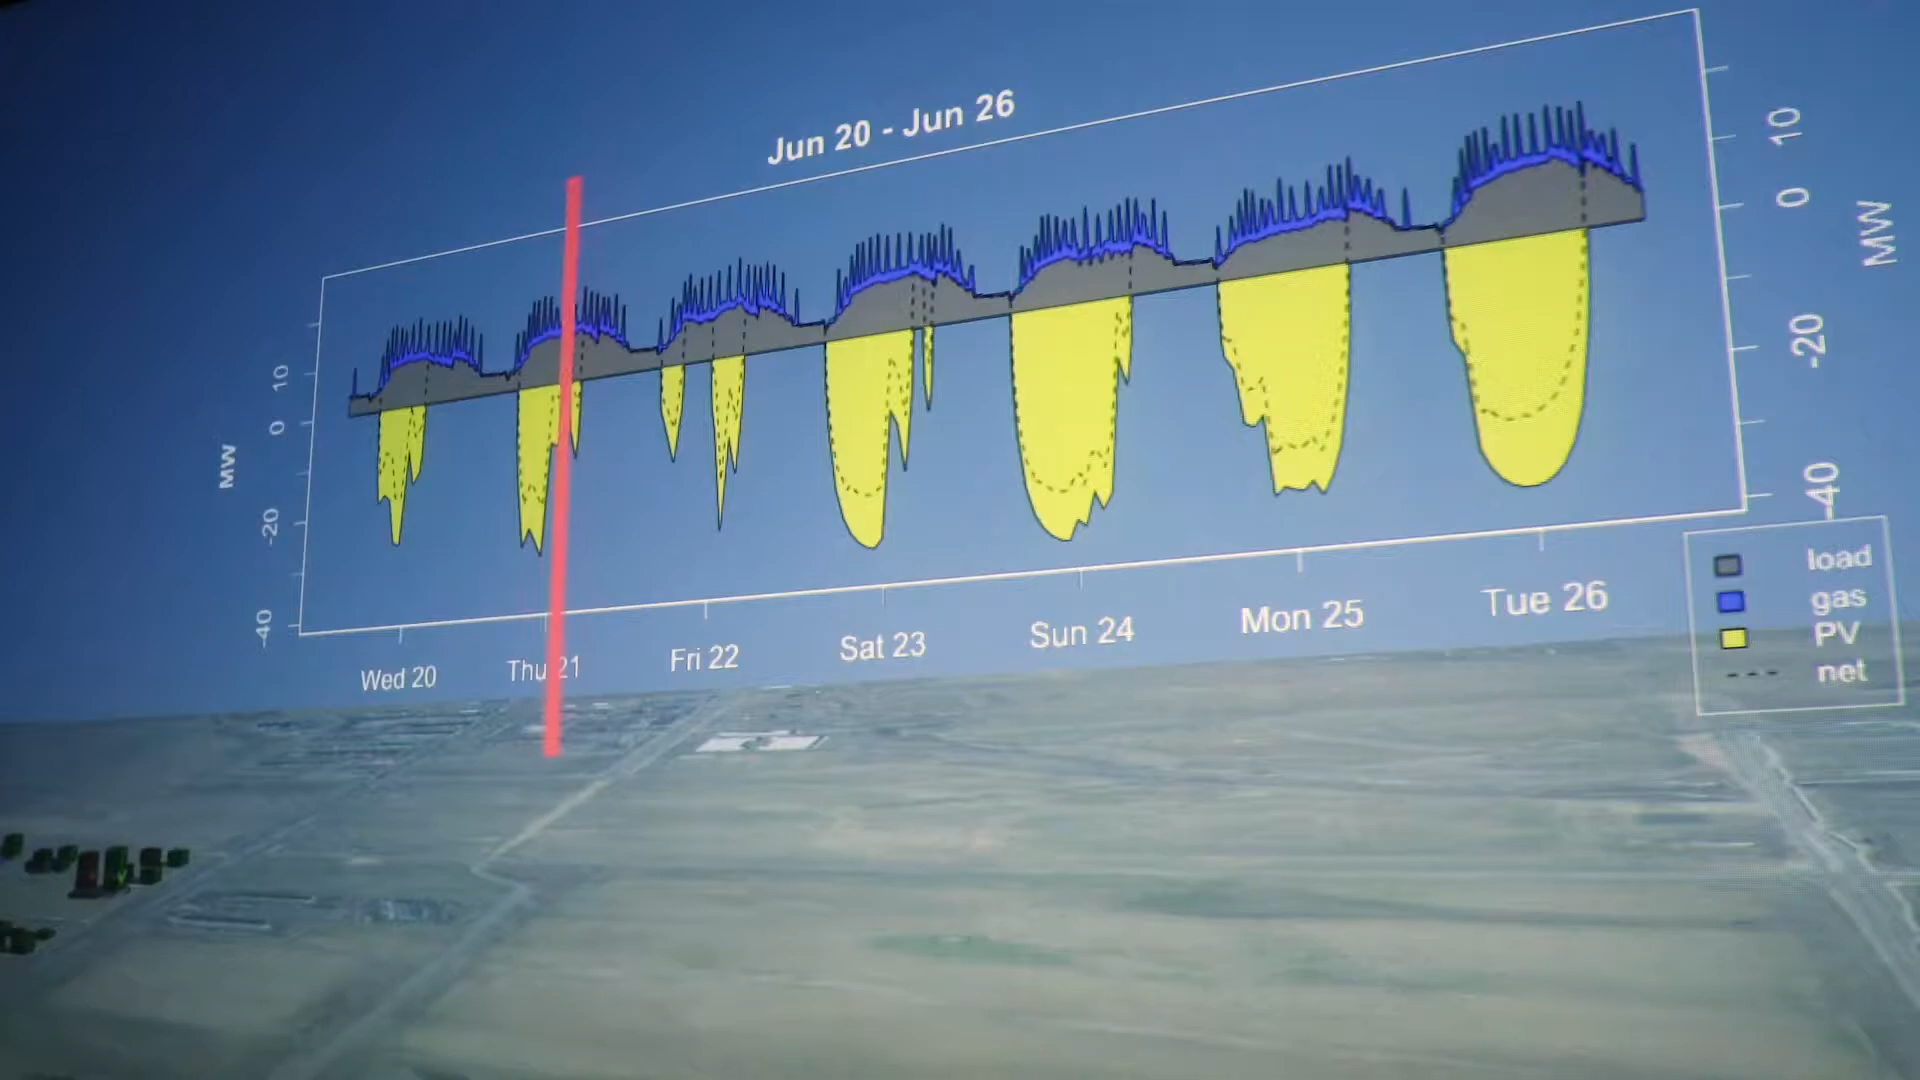 Jun 20 - Jun 26
10
0
-20
-40
MW
10
0
-20
-40
MW
Wed 20
Thu 21
Fri 22
Sat 23
Sun 24
Mon 25
Tue 26
load
gas
PV
net